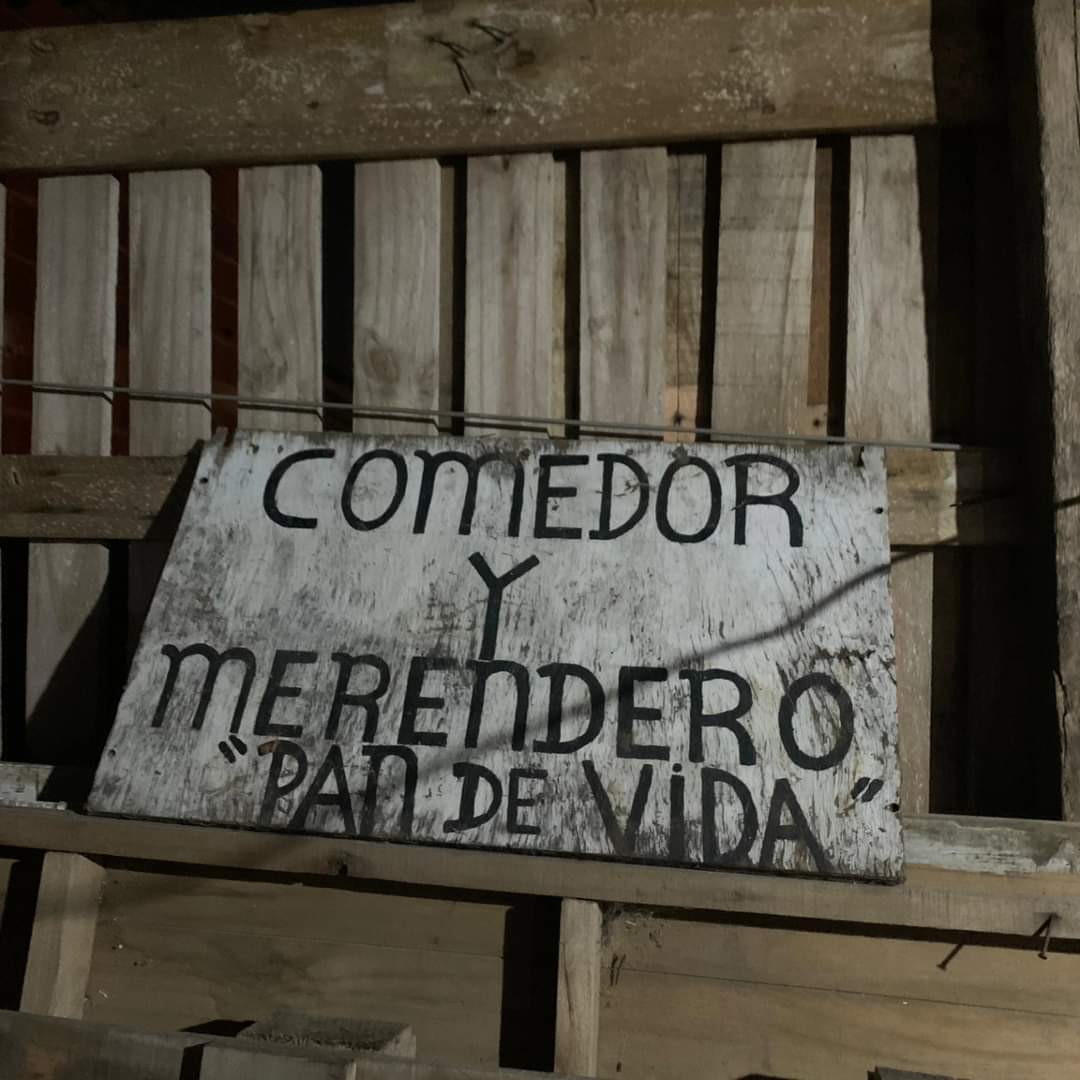 COMEDOR
Y
MERENDERO
"PAN DE ViDA"